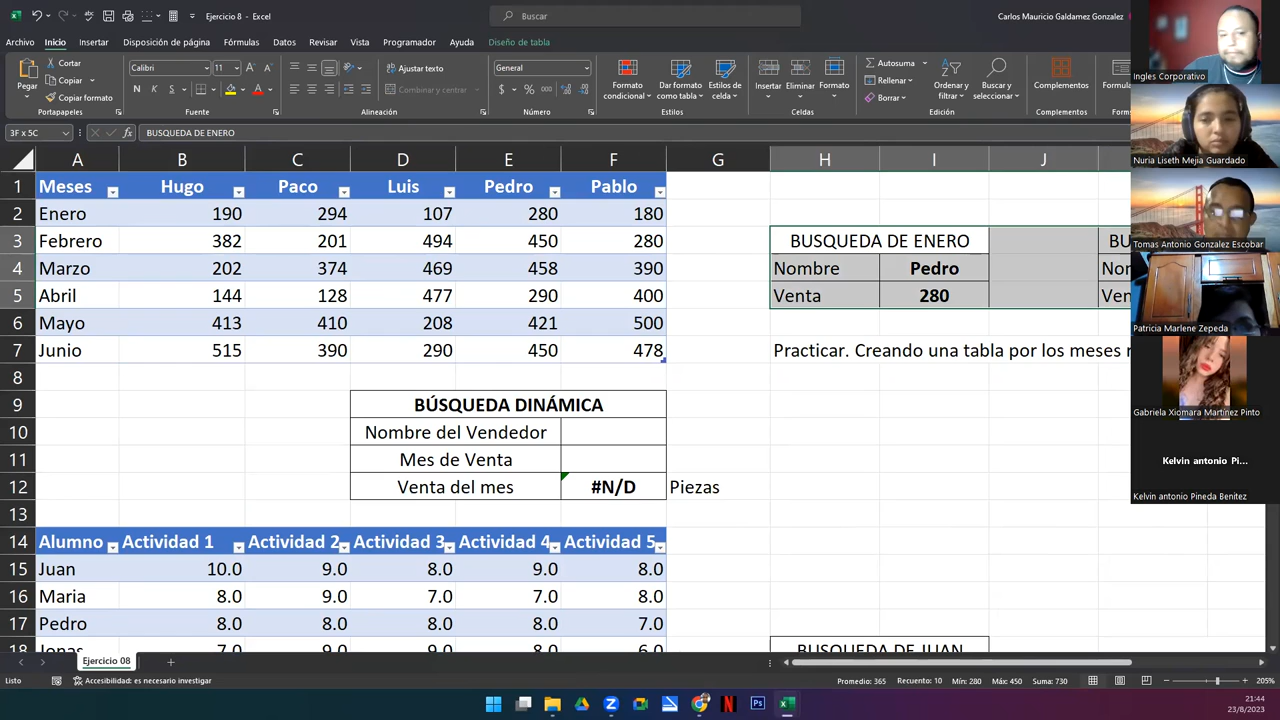 Ejercicio 8 - Excel
Buscar
Carlos Mauricio Galdamez Gonzalez
Archivo Inicio Insertar Disposición de página Fórmulas Datos Revisar Vista Programador Ayuda Diseño de tabla
Pegar
Cortar
Copiar
Copiar formato
Portapapeles
Calibri 11
N K S
Fuente
Ajustar texto
Combinar y centrar
Alineación
General
$ % 000
Número
Formato condicional
Dar formato como tabla
Estilos de celda
Estilos
Insertar Eliminar Formato
Celdas
Autosuma
Rellenar
Borrar
Ordenar y filtrar
Buscar y seleccionar
Edición
Complementos
Complementos
3F x 5C
fx
BUSQUEDA DE ENERO
A B C D E F G H I J
1 Meses Hugo Paco Luis Pedro Pablo
2 Enero 190 294 107 280 180
3 Febrero 382 201 494 450 280 BUSQUEDA DE ENERO BU
4 Marzo 202 374 469 458 390 Nombre Pedro Nor
5 Abril 144 128 477 290 400 Venta 280 Ven
6 Mayo 413 410 208 421 500
7 Junio 515 390 290 450 478 Practicar. Creando una tabla por los meses r
8
9 BÚSQUEDA DINÁMICA
10 Nombre del Vendedor
11 Mes de Venta
12 Venta del mes #N/D Piezas
13
14 Alumno Actividad 1 Actividad 2 Actividad 3 Actividad 4 Actividad 5
15 Juan 10.0 9.0 8.0 9.0 8.0
16 Maria 8.0 9.0 7.0 7.0 8.0
17 Pedro 8.0 8.0 8.0 8.0 7.0
18 Jonas 7.0 9.0 9.0 8.0 6.0 BUSQUEDA DE JUAN
Ejercicio 08
Listo
Accesibilidad: es necesario investigar
Promedio: 365 Recuento: 10 Mín: 280 Máx: 450 Suma: 730
205%
21:44
23/8/2023
Ingles Corporativo
Nuria Liseth Mejia Guardado
Tomas Antonio Gonzalez Escobar
Patricia Marlene Zepeda
Gabriela Xiomara Martínez Pinto
Kelvin antonio Pi...
Kelvin antonio Pineda Benitez